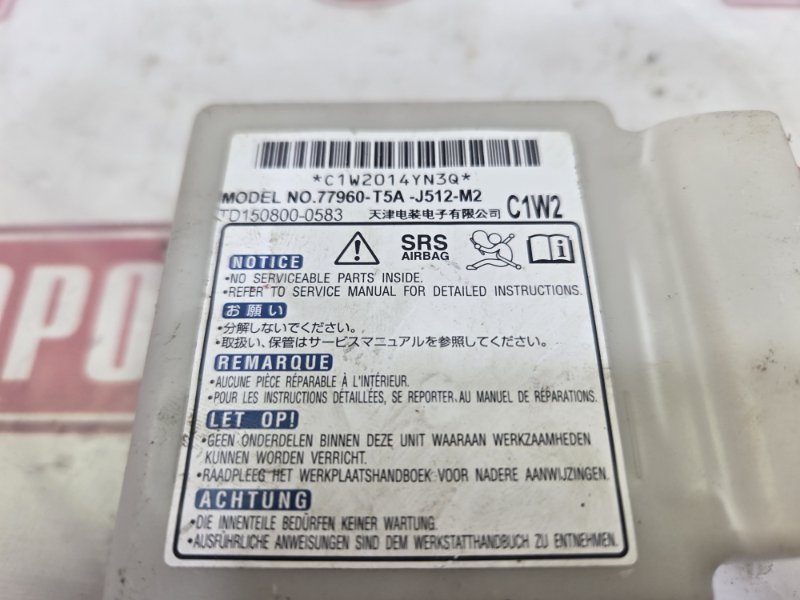 *C1W2014YN3Q*
MODEL NO.77960-T5A -J512-M2
TD150800-0583 天津电装电子有限公司 C1W2
SRS
AIRBAG
NOTICE
•NO SERVICEABLE PARTS INSIDE.
•REFER TO SERVICE MANUAL FOR DETAILED INSTRUCTIONS.
お願い
•分解しないでください。
•取扱い、保管はサービスマニュアルを参照してください。
REMARQUE
•AUCUNE PIÈCE RÉPARABLE À L'INTÉRIEUR.
•POUR LES INSTRUCTIONS DÉTAILLÉES, SE REPORTER AU MANUEL DE RÉPARATIONS.
LET OP!
•GEEN ONDERDELEN BINNEN DEZE UNIT WAARAAN WERKZAAMHEDEN
KUNNEN WORDEN VERRICHT.
•RAADPLEEG HET WERKPLAATSHANDBOEK VOOR NADERE AANWIJZINGEN.
ACHTUNG
•DIE INNENTEILE BEDÜRFEN KEINER WARTUNG.
•AUSFÜHRLICHE ANWEISUNGEN SIND DEM WERKSTATTHANDBUCH ZU ENTNEHMEN.